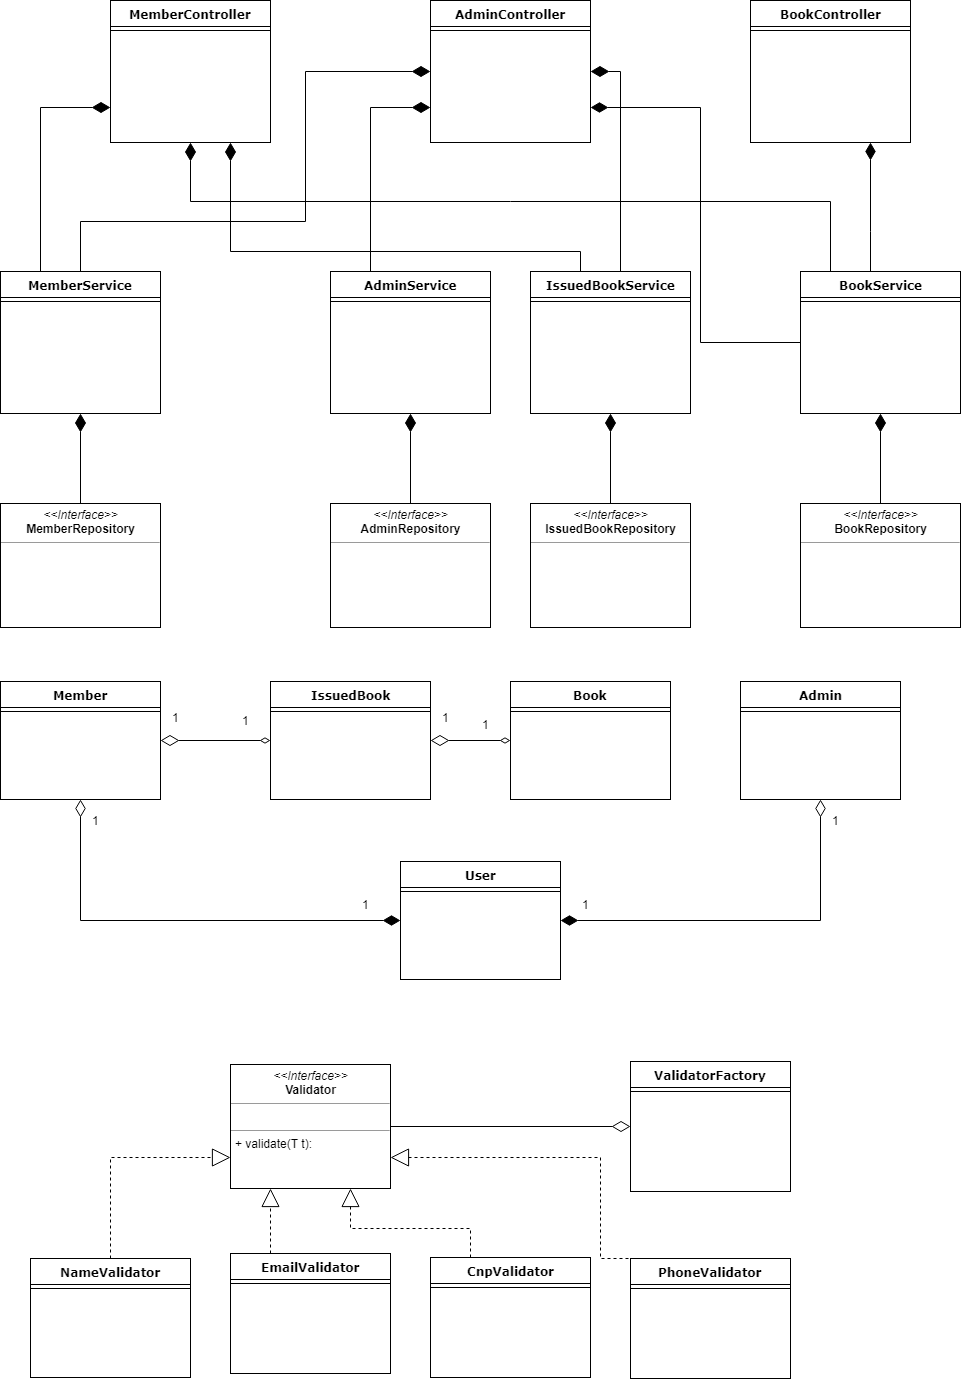 MemberController
AdminController
BookController
MemberService
AdminService
IssuedBookService
BookService
<<Interface>>
MemberRepository
<<Interface>>
AdminRepository
<<Interface>>
IssuedBookRepository
<<Interface>>
BookRepository
Member
IssuedBook
Book
Admin
1
1
1
1
1
1
User
1
1
<<Interface>>
Validator
+ validate(T t):
ValidatorFactory
NameValidator
EmailValidator
CnpValidator
PhoneValidator